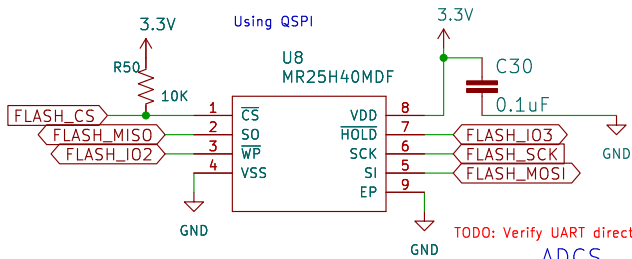 3.3V
Using QSPI
3.3V
R50
10K
U8
MR25H40MDF
C30
0.1uF
FLASH_CS 1 CS VDD 8
FLASH_MISO 2 SO HOLD 7 FLASH_IO3
FLASH_IO2 3 WP SCK 6 FLASH_SCK
4 VSS SI 5 FLASH_MOSI
EP 9
GND
GND
GND
TODO: Verify UART direct
ADCS